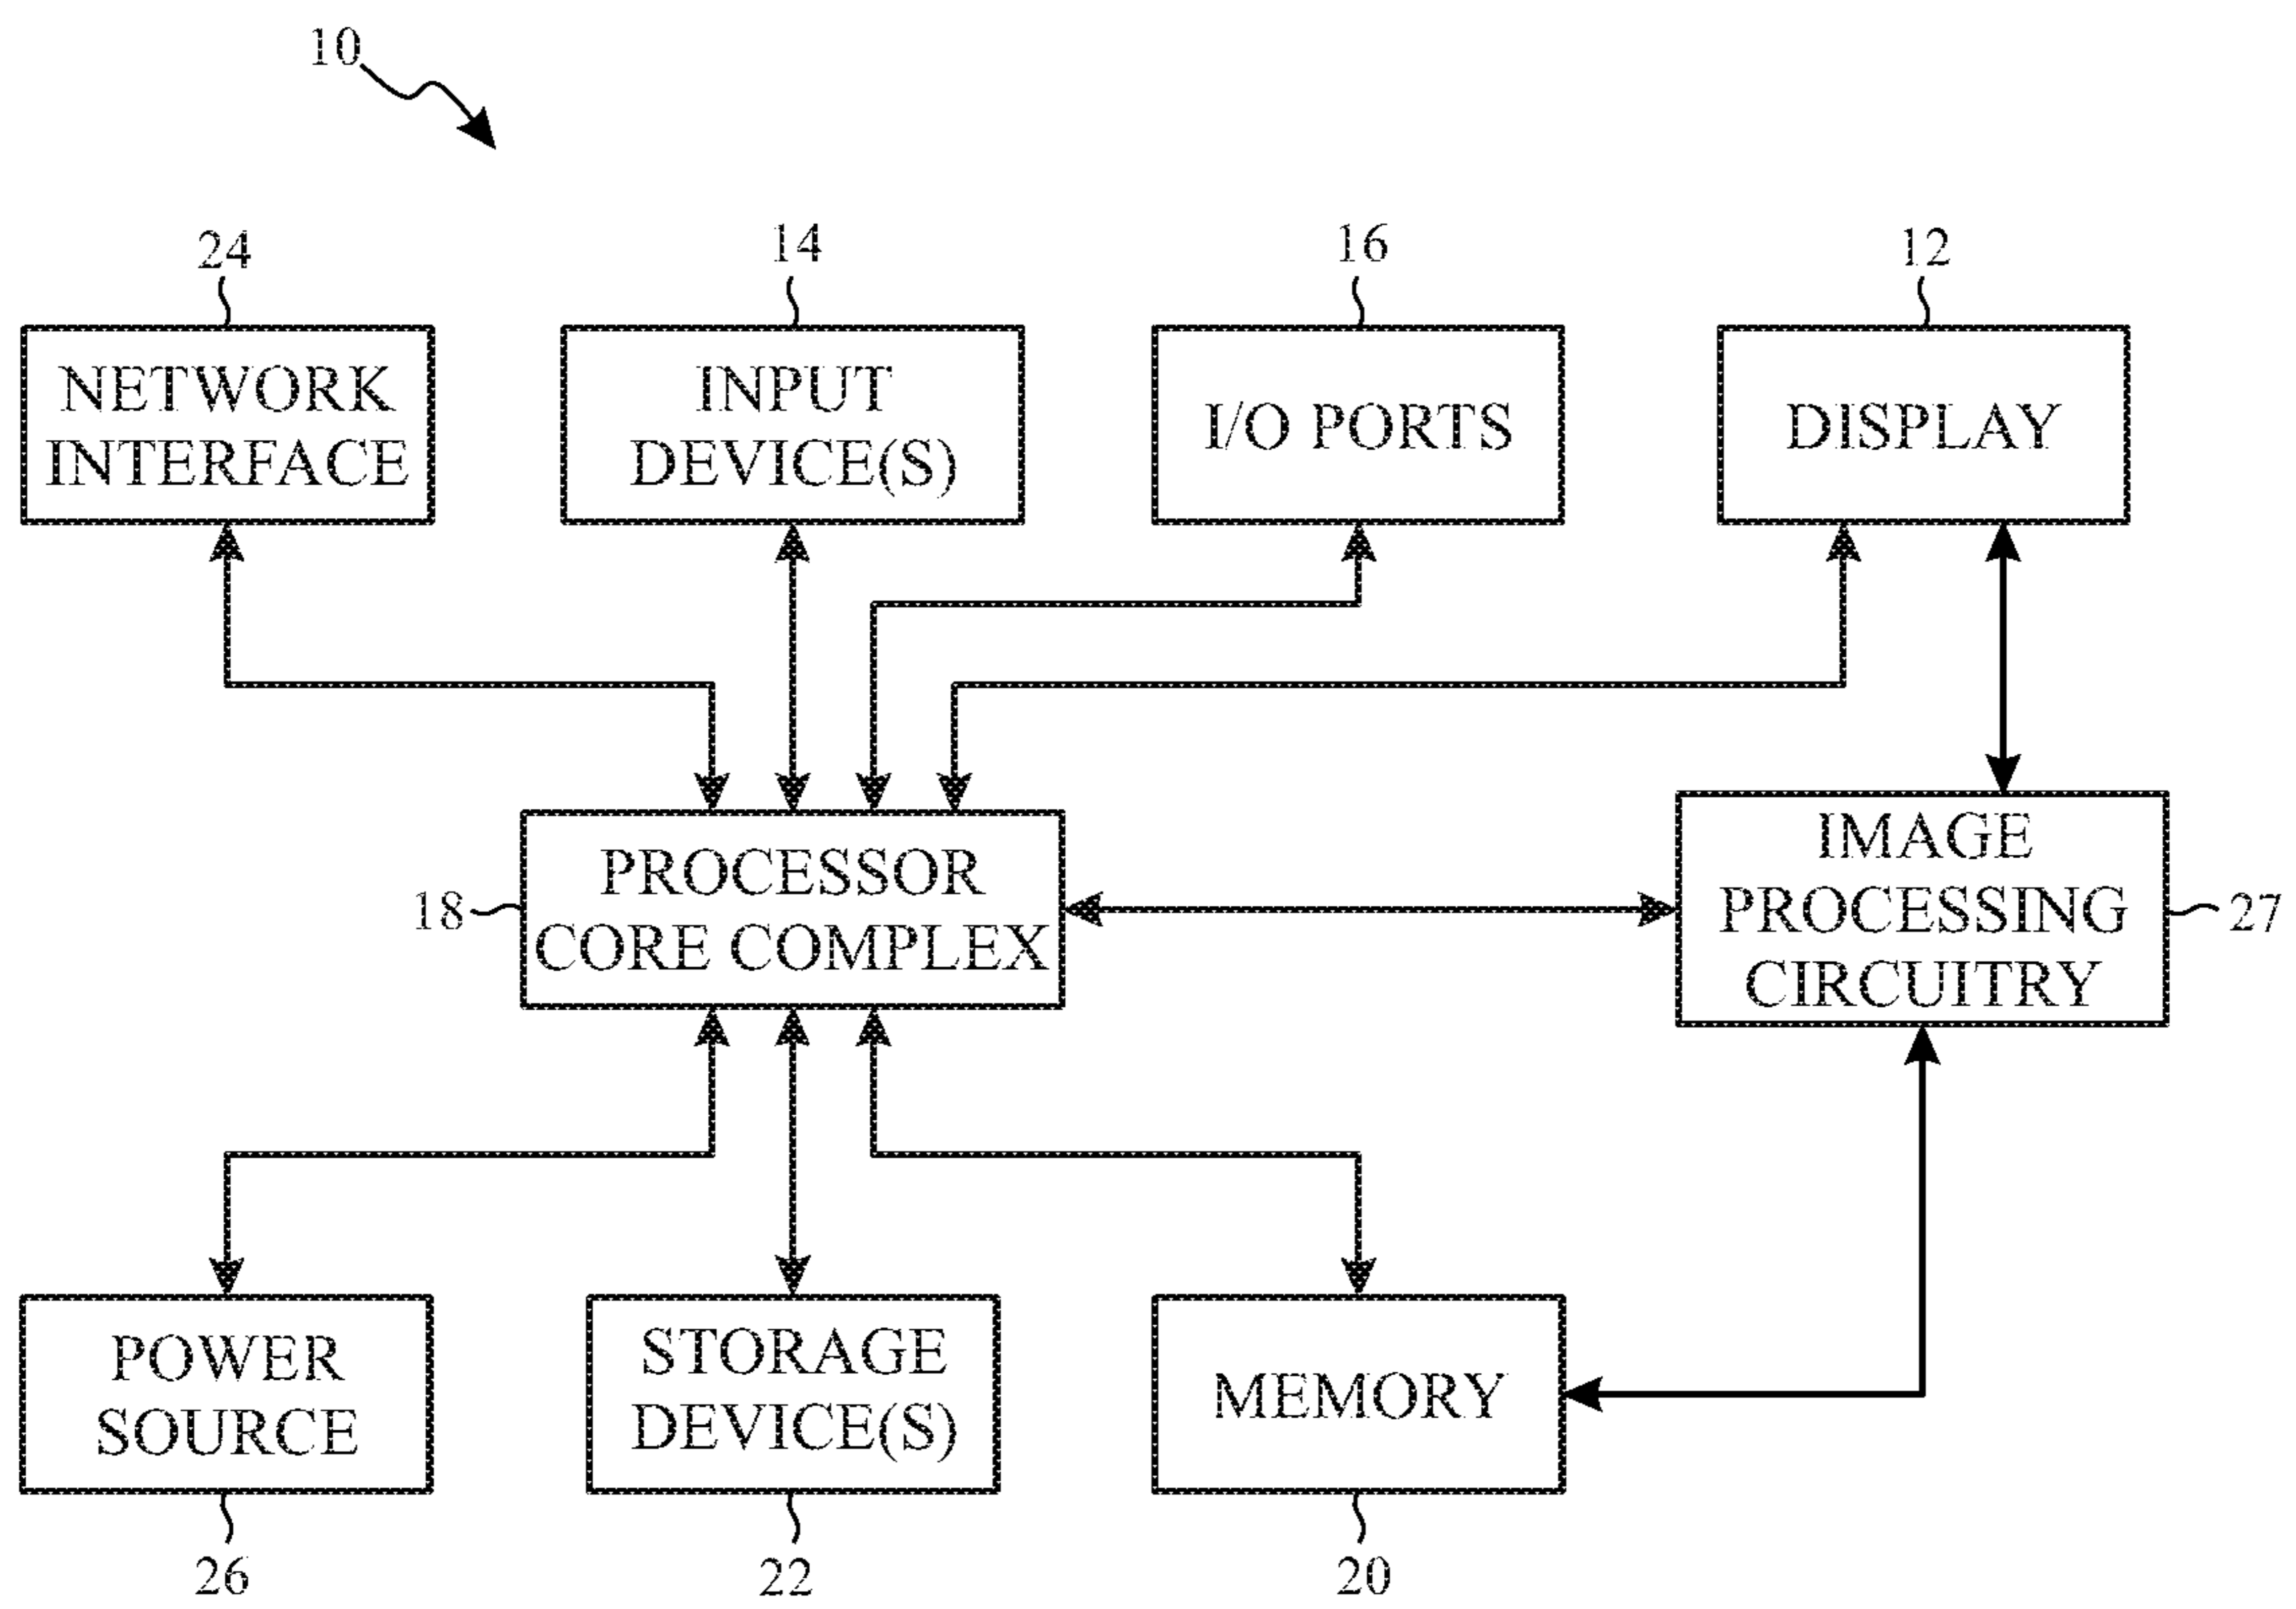 10
24
14
16
12
NETWORK
INTERFACE
INPUT
DEVICE(S)
I/O PORTS
DISPLAY
18
PROCESSOR
CORE COMPLEX
IMAGE
PROCESSING
CIRCUITRY
27
POWER
SOURCE
STORAGE
DEVICE(S)
MEMORY
26
22
20